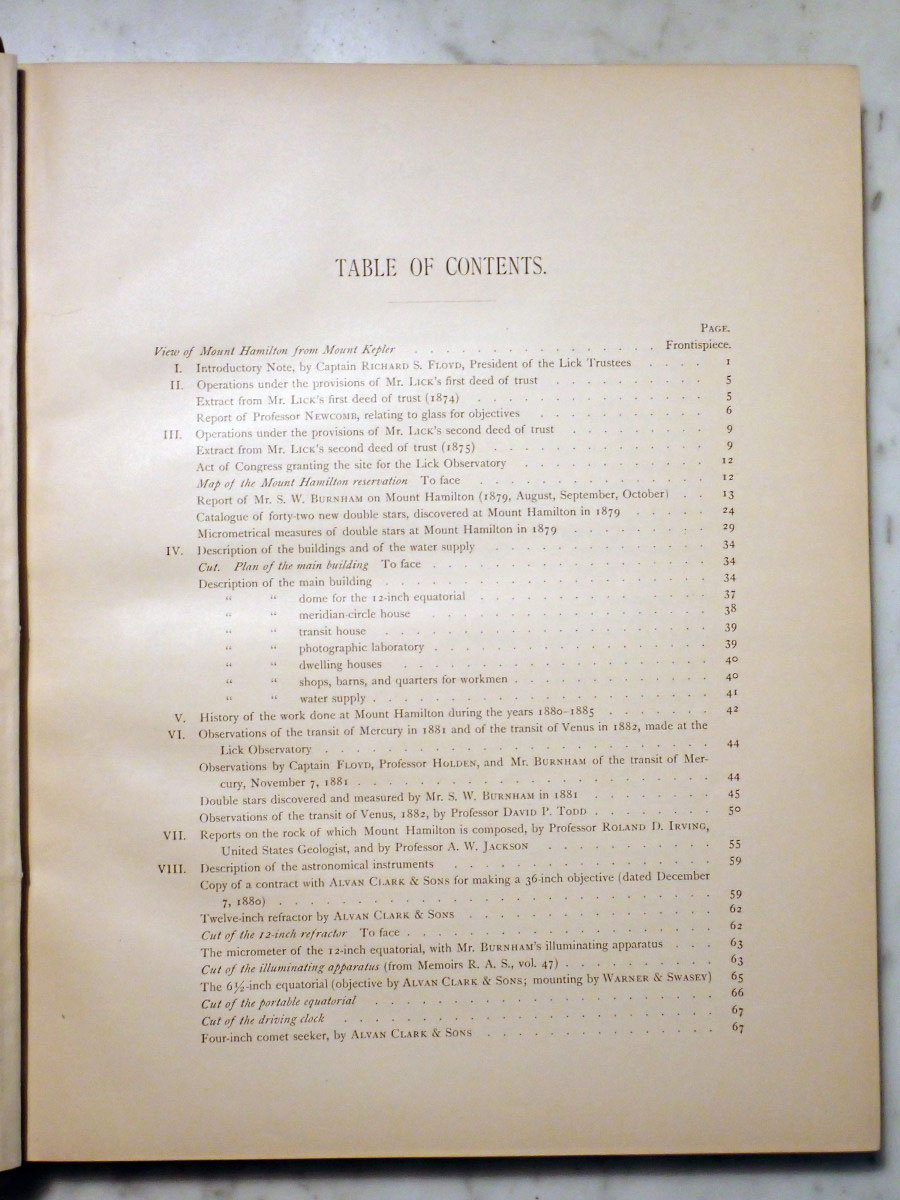 TABLE OF CONTENTS.
PAGE.
View of Mount Hamilton from Mount Kepler . . . . . . . . . . . . . . . . Frontispiece.
I. Introductory Note, by Captain RICHARD S. FLOYD, President of the Lick Trustees . . . . 1
II. Operations under the provisions of Mr. LICK's first deed of trust . . . . . . . . . . 5
Extract from Mr. LICK's first deed of trust (1874) . . . . . . . . . . . . . . 5
Report of Professor NEWCOMB, relating to glass for objectives . . . . . . . . . . . 6
III. Operations under the provisions of Mr. LICK's second deed of trust . . . . . . . . . 9
Extract from Mr. LICK's second deed of trust (1875) . . . . . . . . . . . . . 9
Act of Congress granting the site for the Lick Observatory . . . . . . . . . . . . 12
Map of the Mount Hamilton reservation To face . . . . . . . . . . . . . . 12
Report of Mr. S. W. BURNHAM on Mount Hamilton (1879, August, September, October) . . 13
Catalogue of forty-two new double stars, discovered at Mount Hamilton in 1879 . . . . . 24
Micrometrical measures of double stars at Mount Hamilton in 1879 . . . . . . . . . 29
IV. Description of the buildings and of the water supply . . . . . . . . . . . . . 34
Cut. Plan of the main building To face . . . . . . . . . . . . . . . . 34
Description of the main building . . . . . . . . . . . . . . . . . . 34
“ “ dome for the 12-inch equatorial . . . . . . . . . . . . . 37
“ “ meridian-circle house . . . . . . . . . . . . . . . . 38
“ “ transit house . . . . . . . . . . . . . . . . . . 39
“ “ photographic laboratory . . . . . . . . . . . . . . . 39
“ “ dwelling houses . . . . . . . . . . . . . . . . . 40
“ “ shops, barns, and quarters for workmen . . . . . . . . . . . 40
“ “ water supply . . . . . . . . . . . . . . . . . . 41
V. History of the work done at Mount Hamilton during the years 1880–1885 . . . . . . 42
VI. Observations of the transit of Mercury in 1881 and of the transit of Venus in 1882, made at the
Lick Observatory . . . . . . . . . . . . . . . . . . . . . 44
Observations by Captain FLOYD, Professor HOLDEN, and Mr. BURNHAM of the transit of Mer-
cury, November 7, 1881 . . . . . . . . . . . . . . . . . . . 44
Double stars discovered and measured by Mr. S. W. BURNHAM in 1881 . . . . . . . 45
Observations of the transit of Venus, 1882, by Professor DAVID P. TODD . . . . . . . 50
VII. Reports on the rock of which Mount Hamilton is composed, by Professor ROLAND D. IRVING,
United States Geologist, and by Professor A. W. JACKSON . . . . . . . . . 55
VIII. Description of the astronomical instruments . . . . . . . . . . . . . . . 59
Copy of a contract with ALVAN CLARK & SONS for making a 36-inch objective (dated December
7, 1880) . . . . . . . . . . . . . . . . . . . . . . . 59
Twelve-inch refractor by ALVAN CLARK & SONS . . . . . . . . . . . . . . 62
Cut of the 12-inch refractor To face . . . . . . . . . . . . . . . . . 62
The micrometer of the 12-inch equatorial, with Mr. BURNHAM's illuminating apparatus . . . 63
Cut of the illuminating apparatus (from Memoirs R. A. S., vol. 47) . . . . . . . . . 63
The 6½-inch equatorial (objective by ALVAN CLARK & SONS; mounting by WARNER & SWASEY) 65
Cut of the portable equatorial . . . . . . . . . . . . . . . . . . . 66
Cut of the driving clock . . . . . . . . . . . . . . . . . . . . 67
Four-inch comet seeker, by ALVAN CLARK & SONS . . . . . . . . . . . . . 67